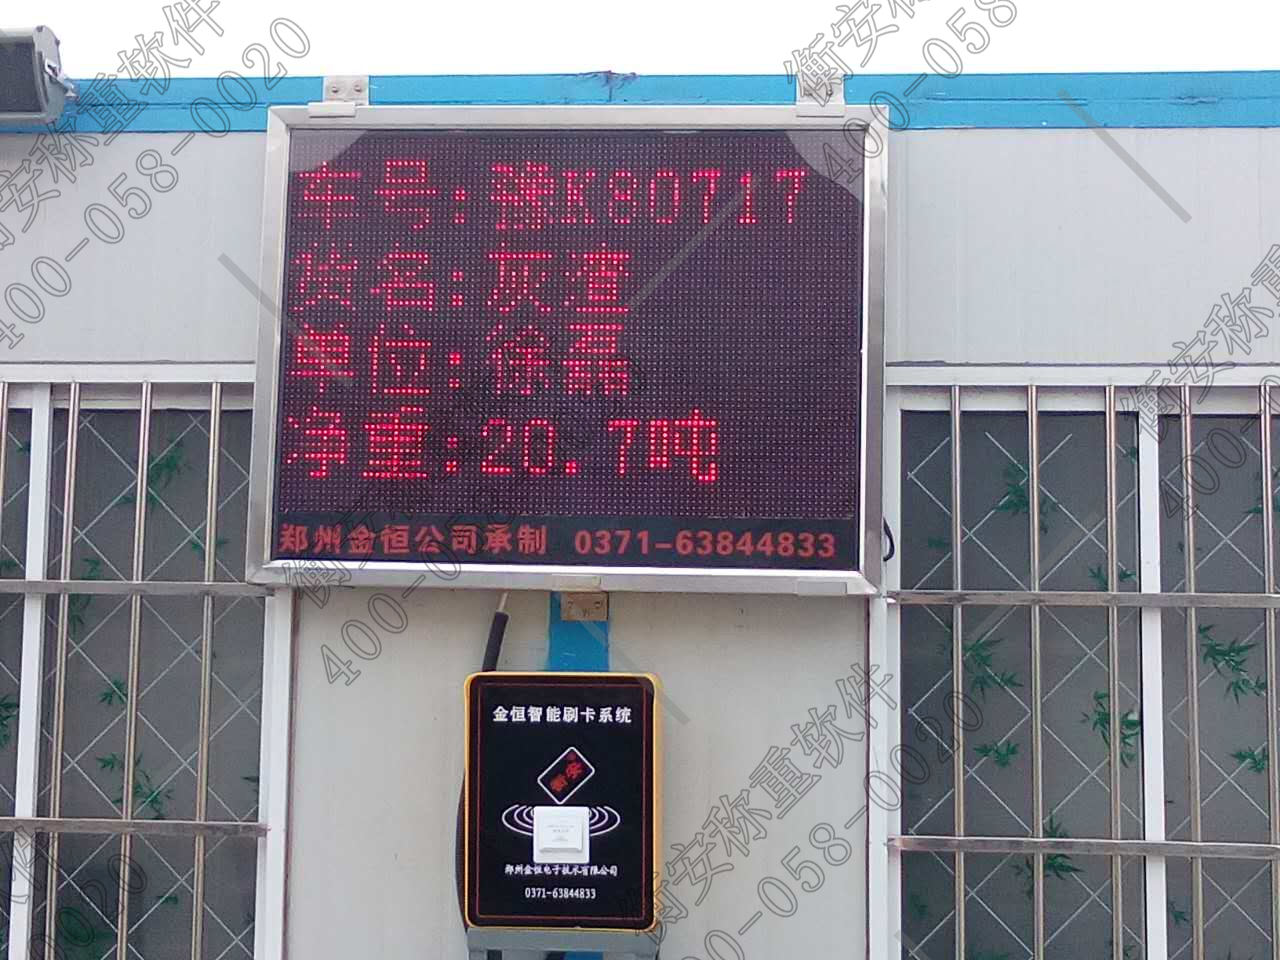 车号:豫K80717
货名:灰渣
单位:徐磊
净重:20.7吨
郑州金恒公司承制 0371-63844833
金恒智能刷卡系统
衡安
郑州金恒电子技术有限公司
0371-63844833
衡安称重软件
400-058-0020